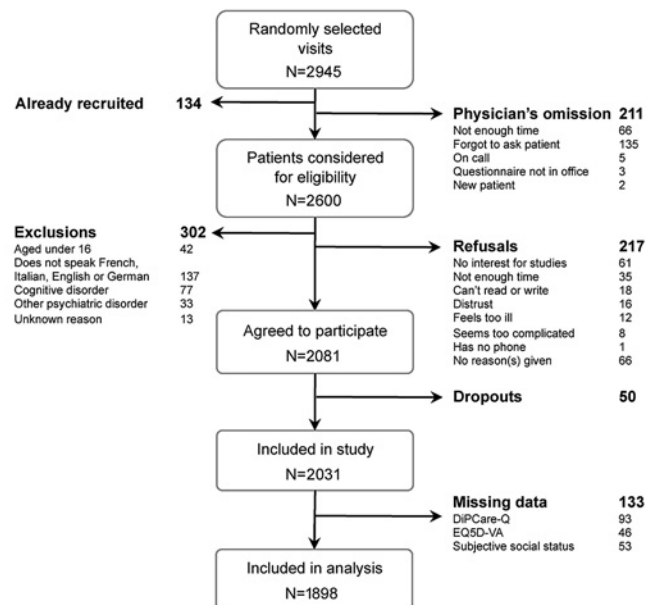 Randomly selected
visits
N=2945
Already recruited 134
Physician's omission 211
Not enough time 66
Forgot to ask patient 135
On call 5
Questionnaire not in office 3
New patient 2
Patients considered
for eligibility
N=2600
Exclusions 302
Aged under 16 42
Does not speak French,
Italian, English or German 137
Cognitive disorder 77
Other psychiatric disorder 33
Unknown reason 13
Refusals 217
No interest for studies 61
Not enough time 35
Can't read or write 18
Distrust 16
Feels too ill 12
Seems too complicated 8
Has no phone 1
No reason(s) given 66
Agreed to participate
N=2081
Dropouts 50
Included in study
N=2031
Missing data 133
DiPCare-Q 93
EQ5D-VA 46
Subjective social status 53
Included in analysis
N=1898